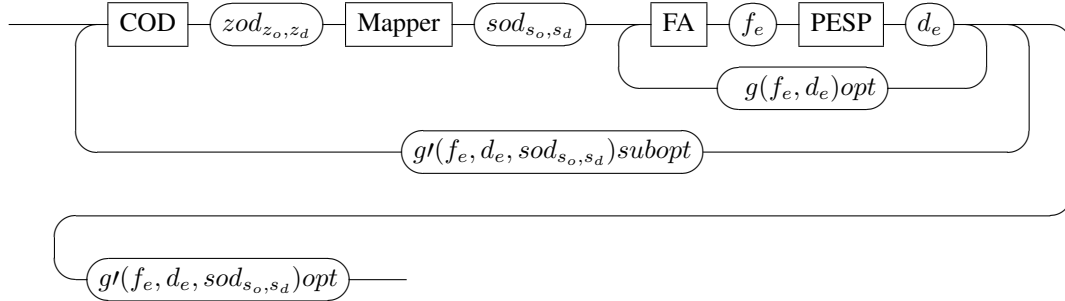 COD zod_{z_o,z_d} Mapper sod_{s_o,s_d} FA f_e PESP d_e
g(f_e, d_e)opt
g′(f_e, d_e, sod_{s_o,s_d})subopt
g′(f_e, d_e, sod_{s_o,s_d})opt